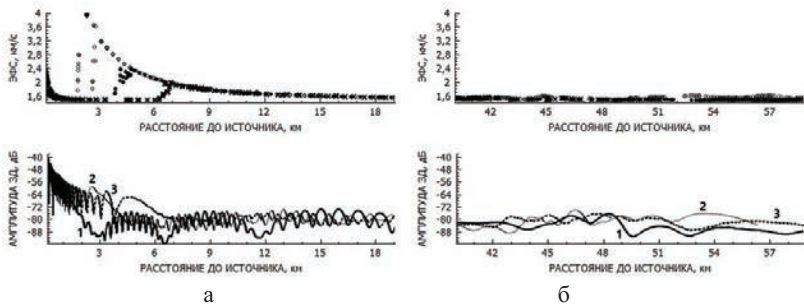 4
3,6
3,2
2,8
2,4
2
1,6
ЭФС, км/с
3 6 9 12 15 18
РАССТОЯНИЕ ДО ИСТОЧНИКА, км
-40
-48
-56
-64
-72
-80
-88
АМПЛИТУДА ЗД, дБ
1 2 3
3 6 9 12 15 18
РАССТОЯНИЕ ДО ИСТОЧНИКА, км
а
4
3,6
3,2
2,8
2,4
2
1,6
ЭФС, км/с
42 45 48 51 54 57
РАССТОЯНИЕ ДО ИСТОЧНИКА, км
-40
-48
-56
-64
-72
-80
-88
АМПЛИТУДА ЗД, дБ
1 2 3
42 45 48 51 54 57
РАССТОЯНИЕ ДО ИСТОЧНИКА, км
б